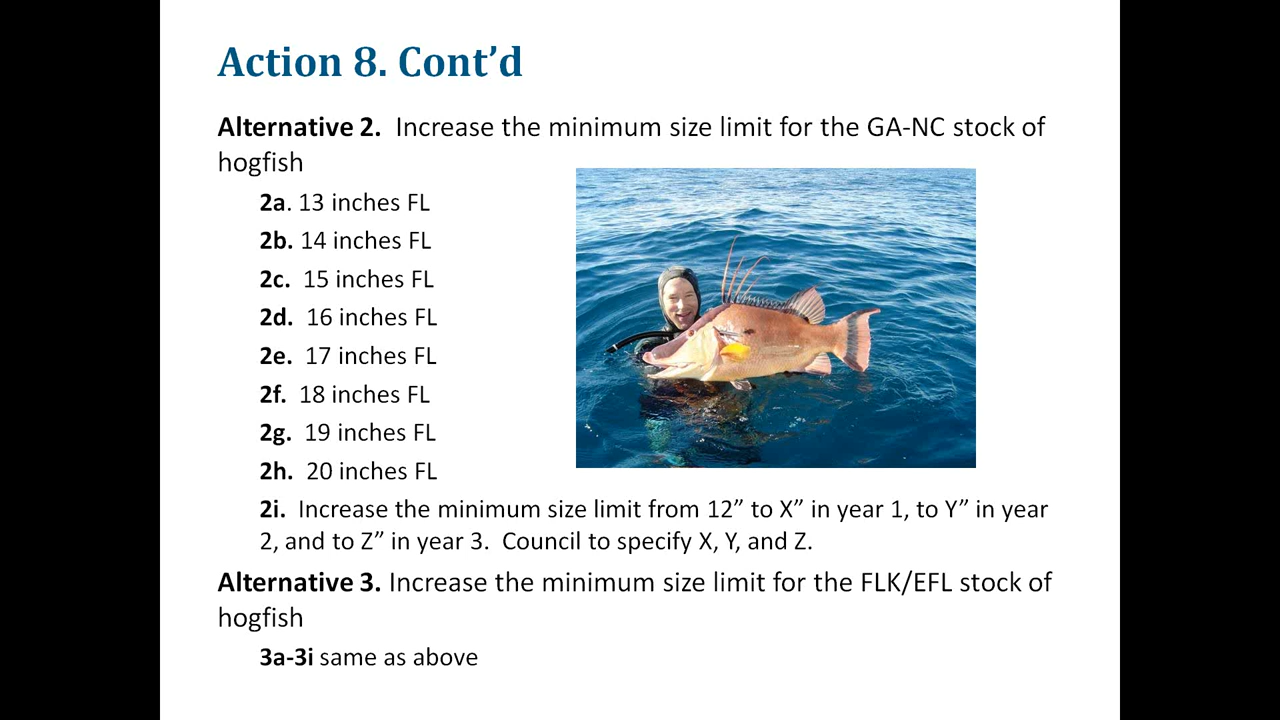 Action 8. Cont’d
Alternative 2.  Increase the minimum size limit for the GA-NC stock of
hogfish
2a. 13 inches FL
2b. 14 inches FL
2c.  15 inches FL
2d.  16 inches FL
2e.  17 inches FL
2f.  18 inches FL
2g.  19 inches FL
2h.  20 inches FL
2i.  Increase the minimum size limit from 12” to X” in year 1, to Y” in year
2, and to Z” in year 3.  Council to specify X, Y, and Z.
Alternative 3. Increase the minimum size limit for the FLK/EFL stock of
hogfish
3a-3i same as above